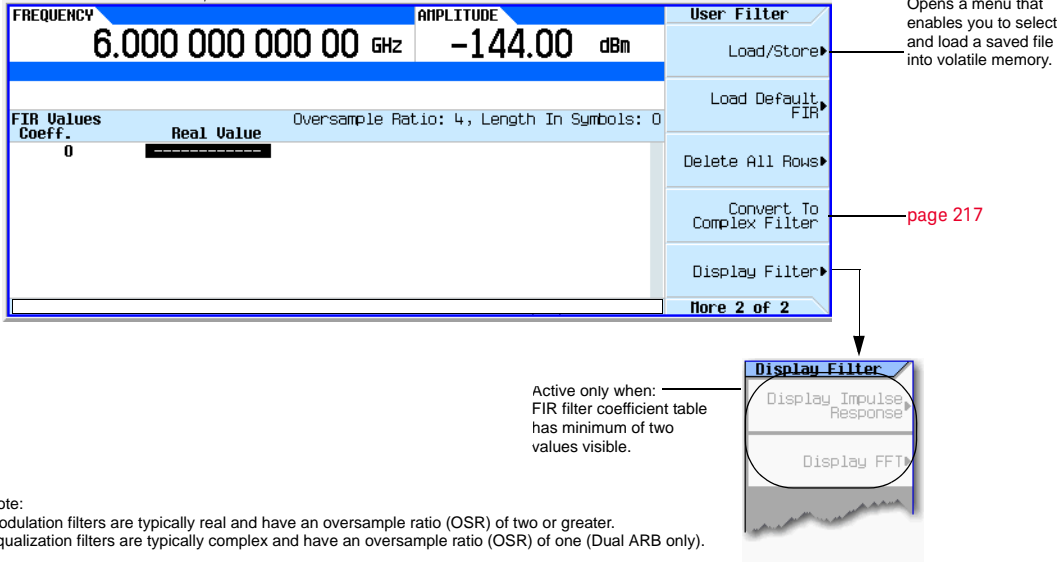 FREQUENCY
AMPLITUDE
User Filter
6.000 000 000 00 GHz
-144.00 dBm
Load/Store
Opens a menu that
enables you to select
and load a saved file
into volatile memory.
Load Default
FIR
FIR Values
Oversample Ratio: 4, Length In Symbols: 0
Coeff.
Real Value
0
------------
Delete All Rows
Convert To
Complex Filter
page 217
Display Filter
More 2 of 2
Display Filter
Display Impulse
Response
Display FFT
Active only when:
FIR filter coefficient table
has minimum of two
values visible.
ote:
odulation filters are typically real and have an oversample ratio (OSR) of two or greater.
qualization filters are typically complex and have an oversample ratio (OSR) of one (Dual ARB only).